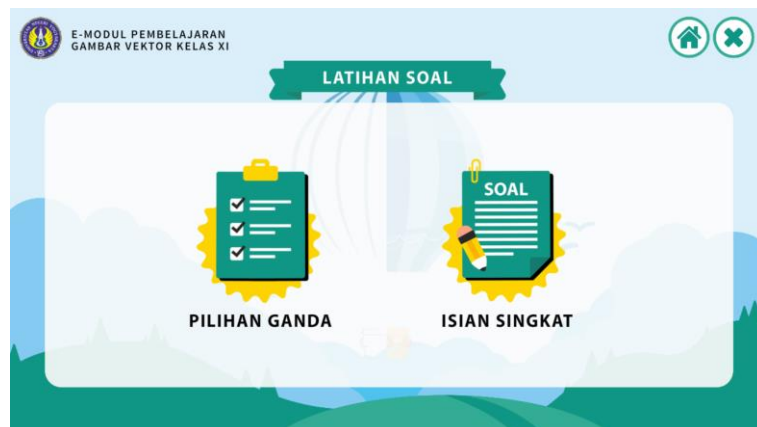 E-MODUL PEMBELAJARAN
GAMBAR VEKTOR KELAS XI
LATIHAN SOAL
SOAL
PILIHAN GANDA
ISIAN SINGKAT